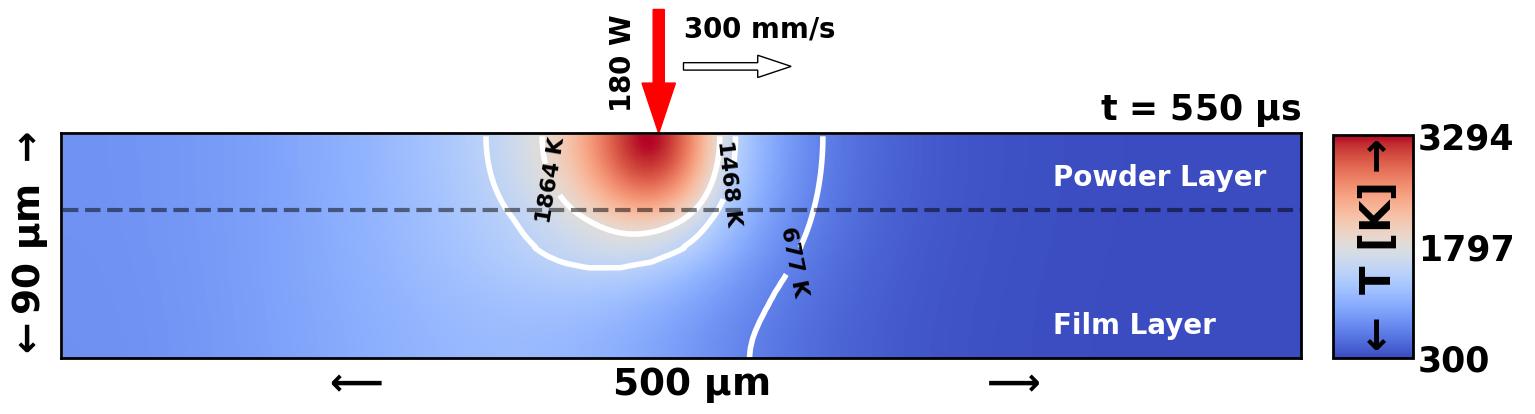 180 W
300 mm/s
t = 550 µs
← 90 µm →
1864 K
1468 K
677 K
Powder Layer
Film Layer
← 500 µm →
← T [K] →
3294
1797
300